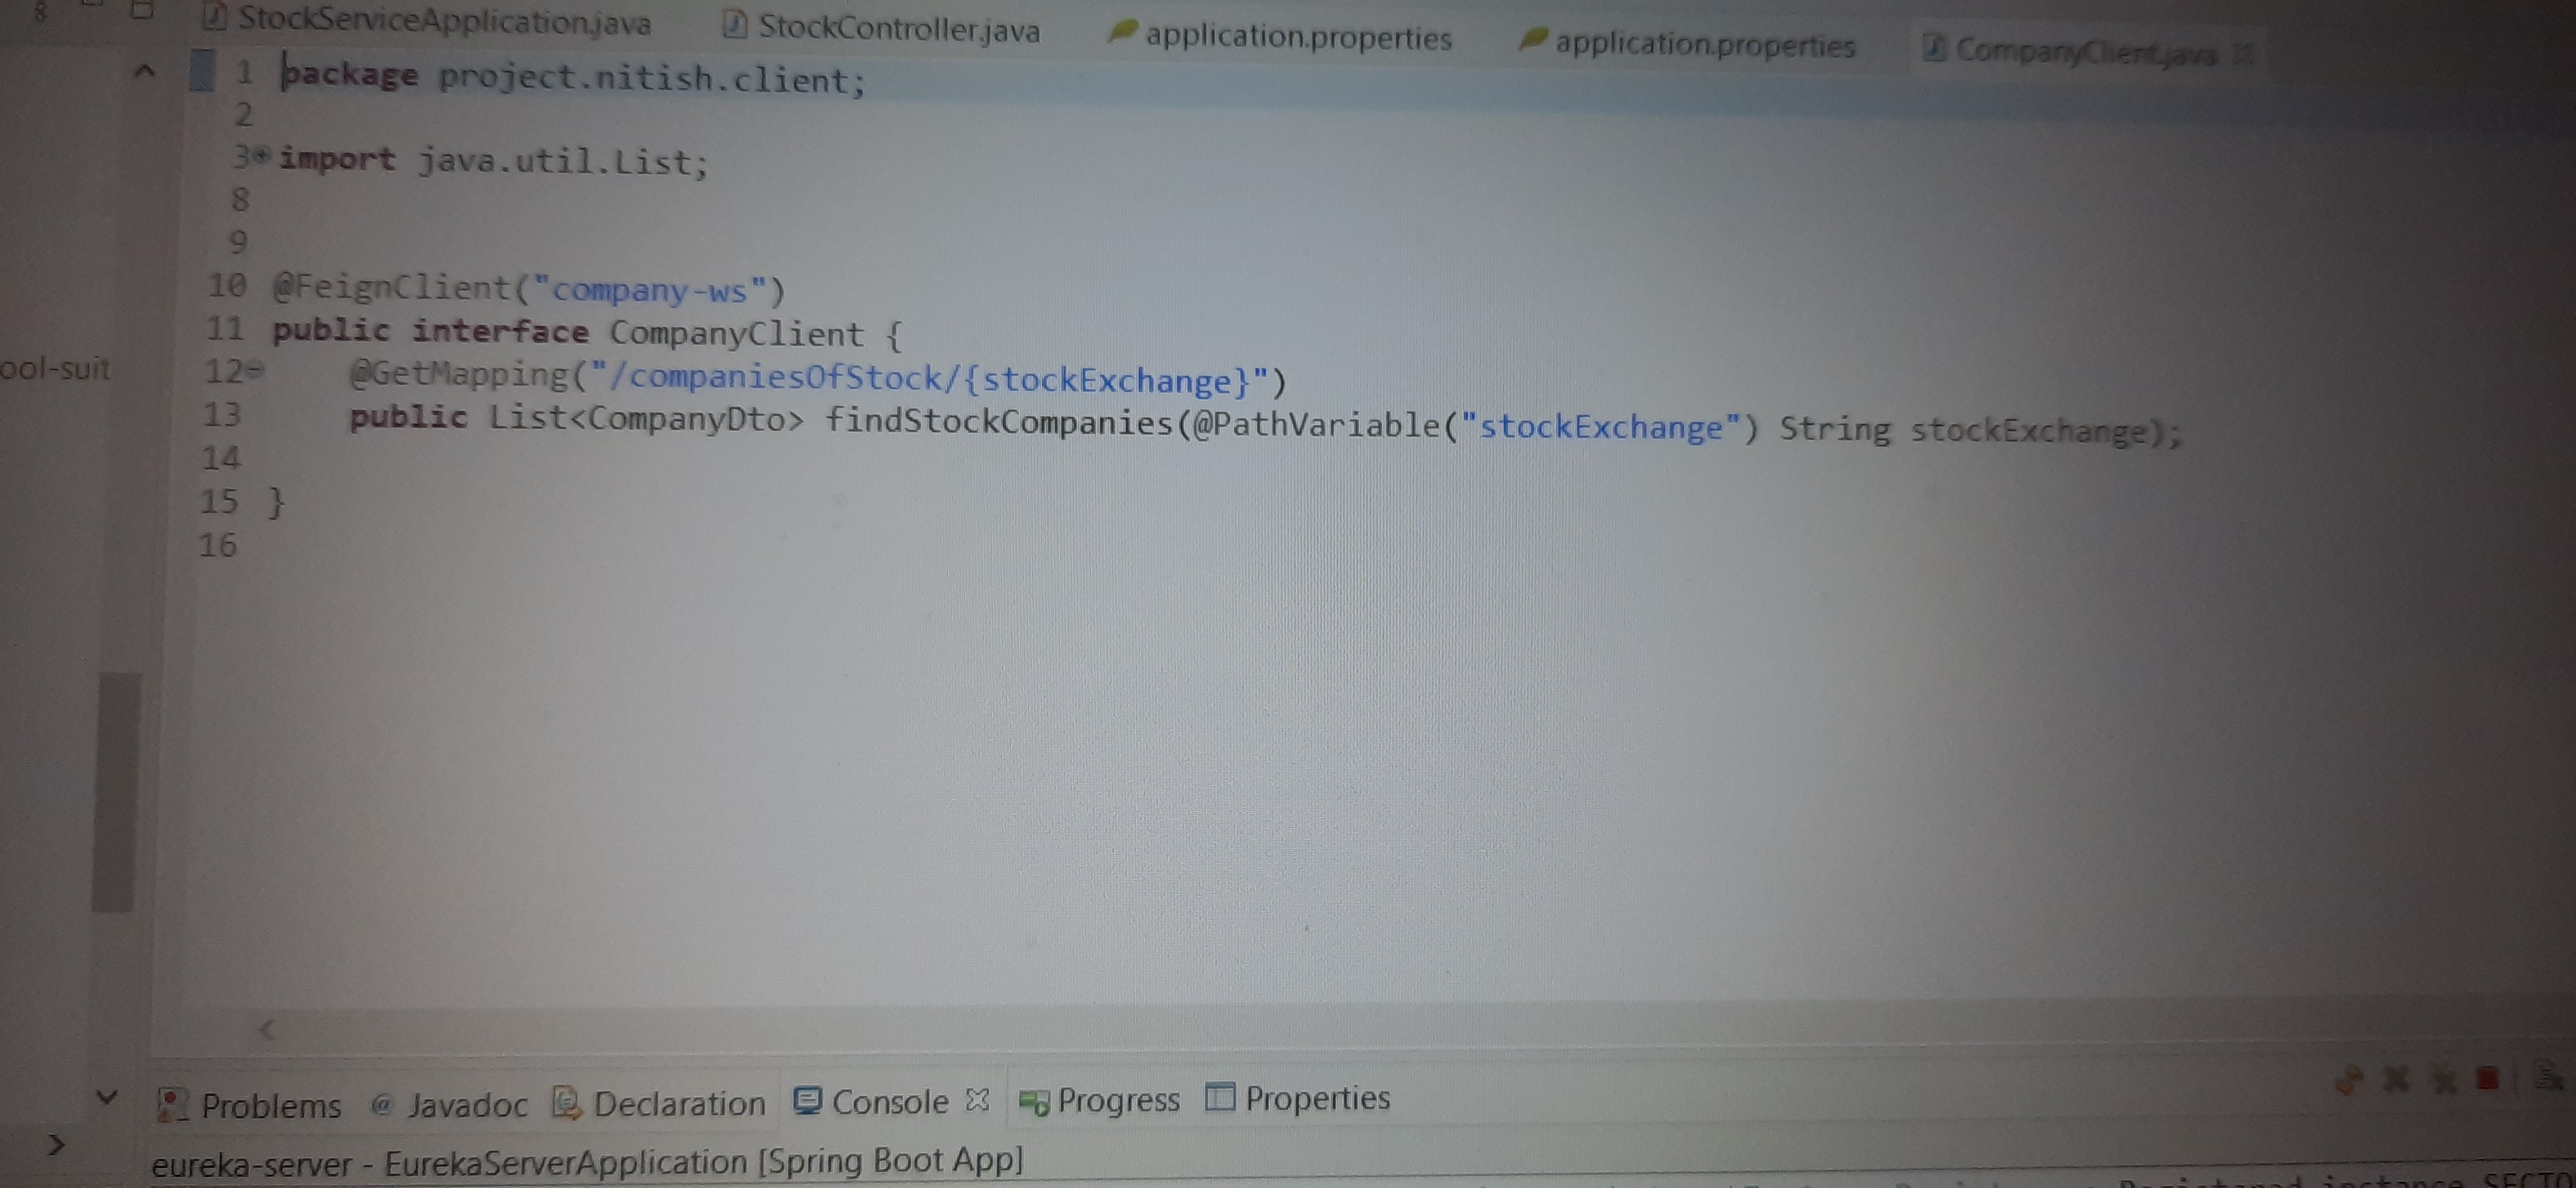 StockServiceApplication.java StockController.java application.properties application.properties CompanyClient.java
1 package project.nitish.client;
2
3 import java.util.List;
8
9
10 @FeignClient("company-ws")
11 public interface CompanyClient {
12 @GetMapping("/companiesOfStock/{stockExchange}")
13 public List<CompanyDto> findStockCompanies(@PathVariable("stockExchange") String stockExchange);
14
15 }
16
ool-suit
Problems @ Javadoc Declaration Console Progress Properties
eureka-server - EurekaServerApplication [Spring Boot App]
Registered instance